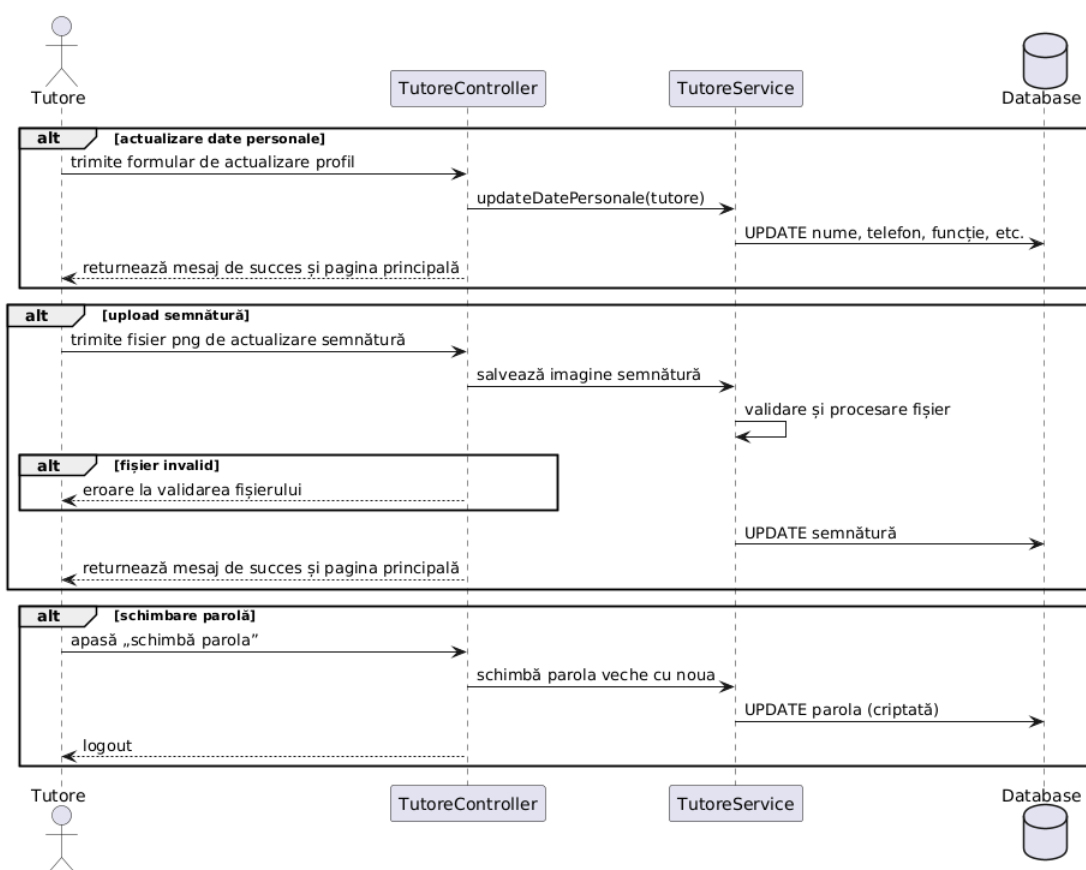 Tutore
TutoreController
TutoreService
Database
alt [actualizare date personale]
trimite formular de actualizare profil
updateDatePersonale(tutore)
UPDATE nume, telefon, funcție, etc.
returnează mesaj de succes și pagina principală
alt [upload semnătură]
trimite fisier png de actualizare semnătură
salvează imagine semnătură
validare și procesare fișier
alt [fișier invalid]
eroare la validarea fișierului
UPDATE semnătură
returnează mesaj de succes și pagina principală
alt [schimbare parolă]
apasă „schimbă parola”
schimbă parola veche cu noua
UPDATE parola (criptată)
logout
Tutore
TutoreController
TutoreService
Database